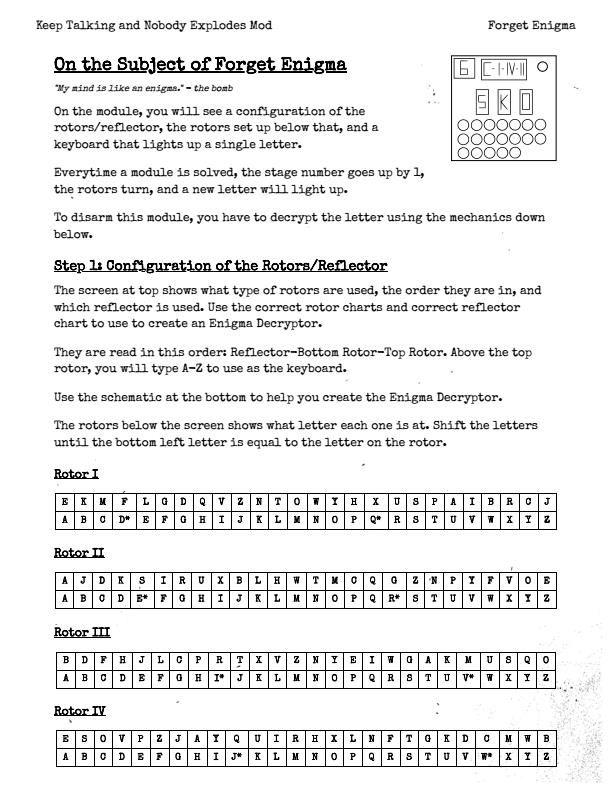 Keep Talking and Nobody Explodes Mod Forget Enigma
On the Subject of Forget Enigma
"My mind is like an enigma." – the bomb
6 C-I-IV-II
S K O
On the module, you will see a configuration of the
rotors/reflector, the rotors set up below that, and a
keyboard that lights up a single letter.
Everytime a module is solved, the stage number goes up by 1,
the rotors turn, and a new letter will light up.
To disarm this module, you have to decrypt the letter using the mechanics down
below.
Step 1: Configuration of the Rotors/Reflector
The screen at top shows what type of rotors are used, the order they are in, and
which reflector is used. Use the correct rotor charts and correct reflector
chart to use to create an Enigma Decryptor.
They are read in this order: Reflector-Bottom Rotor-Top Rotor. Above the top
rotor, you will type A-Z to use as the keyboard.
Use the schematic at the bottom to help you create the Enigma Decryptor.
The rotors below the screen shows what letter each one is at. Shift the letters
until the bottom left letter is equal to the letter on the rotor.
Rotor I
E K M F L G D Q V Z N T O W Y H X U S P A I B R C J
A B C D* E F G H I J K L M N O P Q* R S T U V W X Y Z
Rotor II
A J D K S I R U X B L H W T M C Q G Z N P Y F V O E
A B C D E* F G H I J K L M N O P Q R* S T U V W X Y Z
Rotor III
B D F H J L C P R T X V Z N Y E I W G A K M U S Q O
A B C D E F G H I* J K L M N O P Q R S T U V* W X Y Z
Rotor IV
E S O V P Z J A Y Q U I R H X L N F T G K D C M W B
A B C D E F G H I J* K L M N O P Q R S T U V W* X Y Z